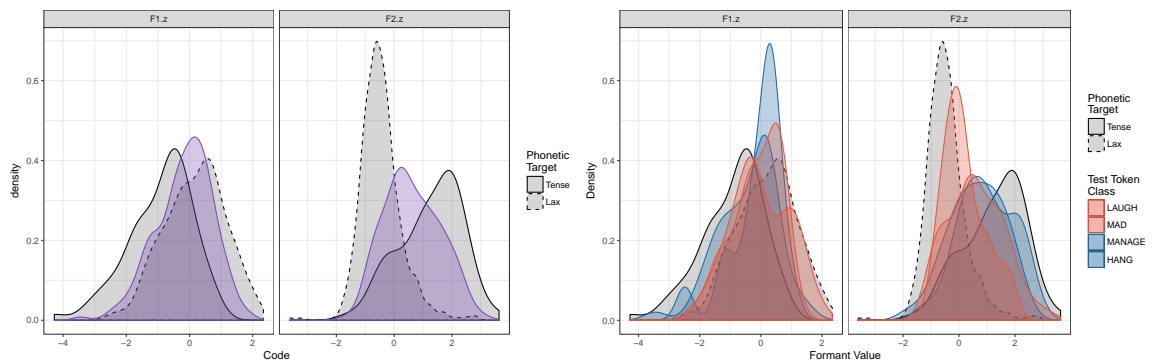 F1.z
F2.z
density
0.0
0.2
0.4
0.6
−4
−2
0
2
−2
0
2
Code
Phonetic
Target
Tense
Lax
F1.z
F2.z
Density
0.0
0.2
0.4
0.6
−4
−2
0
2
−2
0
2
Formant Value
Phonetic
Target
Tense
Lax
Test Token
Class
LAUGH
MAD
MANAGE
HANG